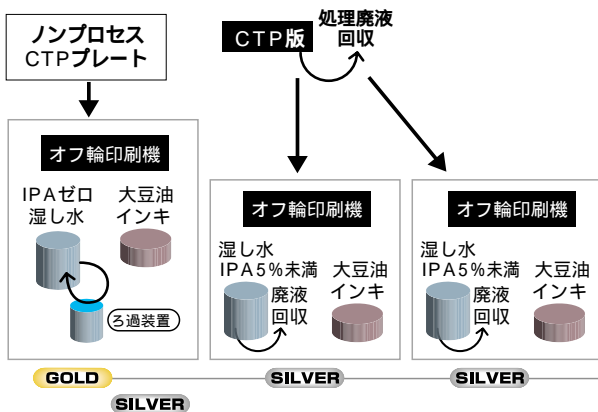 ノンプロセス
CTPプレート
CTP版
処理廃液
回収
オフ輪印刷機
IPAゼロ
湿し水
大豆油
インキ
ろ過装置
オフ輪印刷機
湿し水
IPA5%未満
廃液
回収
大豆油
インキ
オフ輪印刷機
湿し水
IPA5%未満
廃液
回収
大豆油
インキ
GOLD
SILVER
SILVER
SILVER